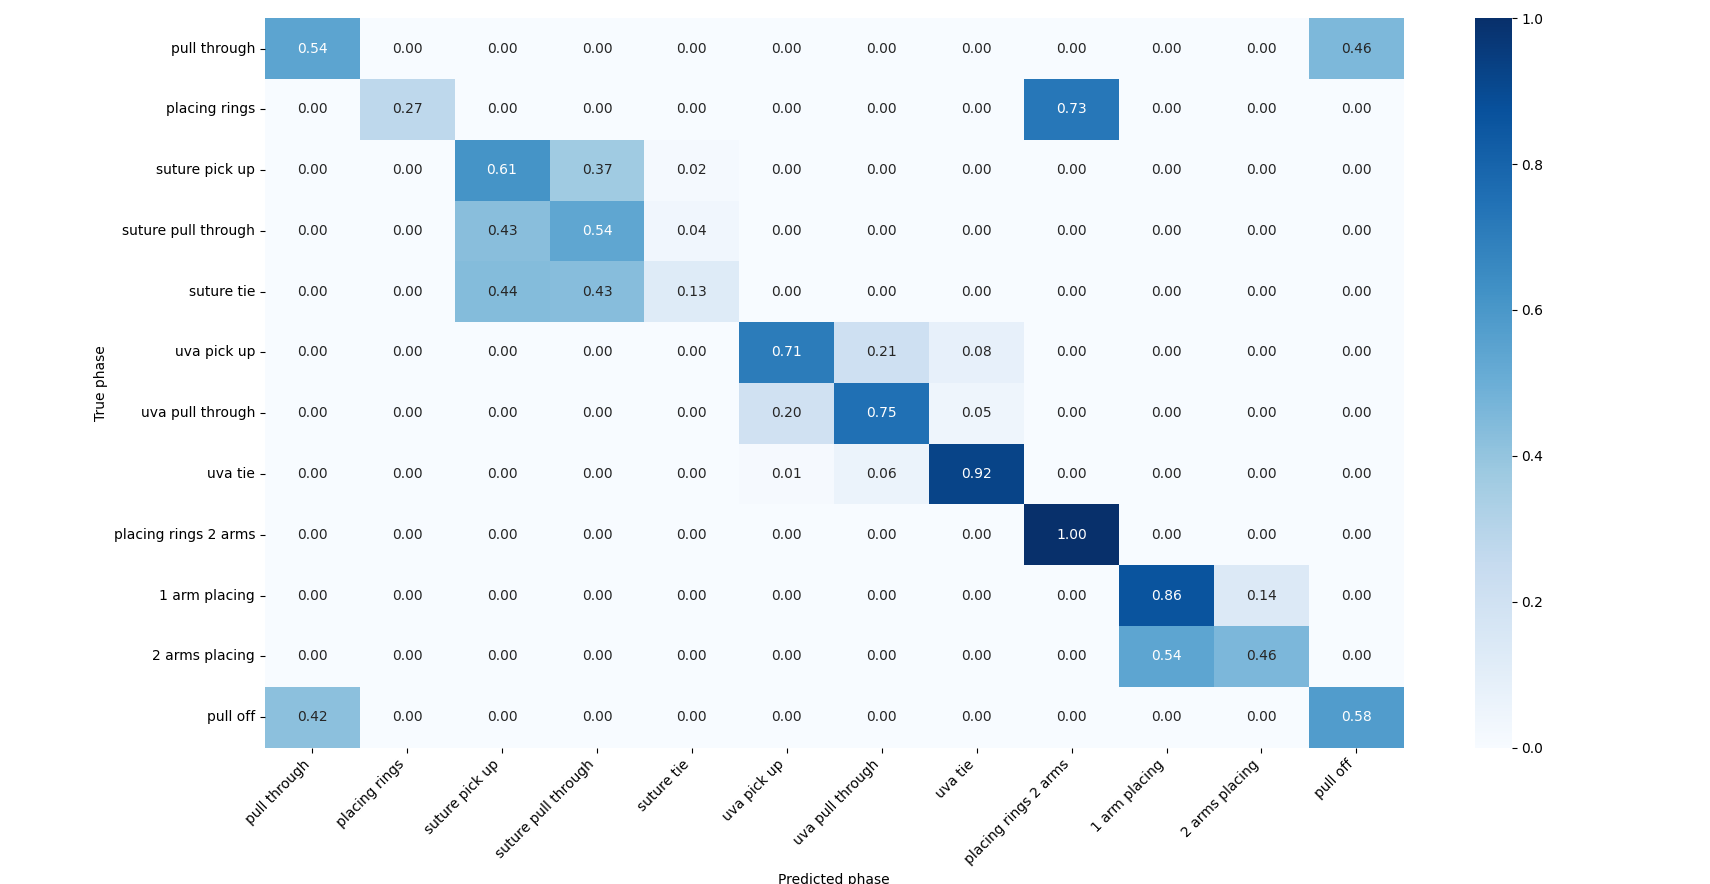 pull through 0.54 0.00 0.00 0.00 0.00 0.00 0.00 0.00 0.00 0.00 0.00 0.46
placing rings 0.00 0.27 0.00 0.00 0.00 0.00 0.00 0.00 0.73 0.00 0.00 0.00
suture pick up 0.00 0.00 0.61 0.37 0.02 0.00 0.00 0.00 0.00 0.00 0.00 0.00
suture pull through 0.00 0.00 0.43 0.54 0.04 0.00 0.00 0.00 0.00 0.00 0.00 0.00
suture tie 0.00 0.00 0.44 0.43 0.13 0.00 0.00 0.00 0.00 0.00 0.00 0.00
uva pick up 0.00 0.00 0.00 0.00 0.00 0.71 0.21 0.08 0.00 0.00 0.00 0.00
uva pull through 0.00 0.00 0.00 0.00 0.00 0.20 0.75 0.05 0.00 0.00 0.00 0.00
uva tie 0.00 0.00 0.00 0.00 0.00 0.01 0.06 0.92 0.00 0.00 0.00 0.00
placing rings 2 arms 0.00 0.00 0.00 0.00 0.00 0.00 0.00 0.00 1.00 0.00 0.00 0.00
1 arm placing 0.00 0.00 0.00 0.00 0.00 0.00 0.00 0.00 0.00 0.86 0.14 0.00
2 arms placing 0.00 0.00 0.00 0.00 0.00 0.00 0.00 0.00 0.00 0.54 0.46 0.00
pull off 0.42 0.00 0.00 0.00 0.00 0.00 0.00 0.00 0.00 0.00 0.00 0.58
True phase
pull through
placing rings
suture pick up
suture pull through
suture tie
uva pick up
uva pull through
uva tie
placing rings 2 arms
1 arm placing
2 arms placing
pull off
Predicted phase
1.0
0.8
0.6
0.4
0.2
0.0